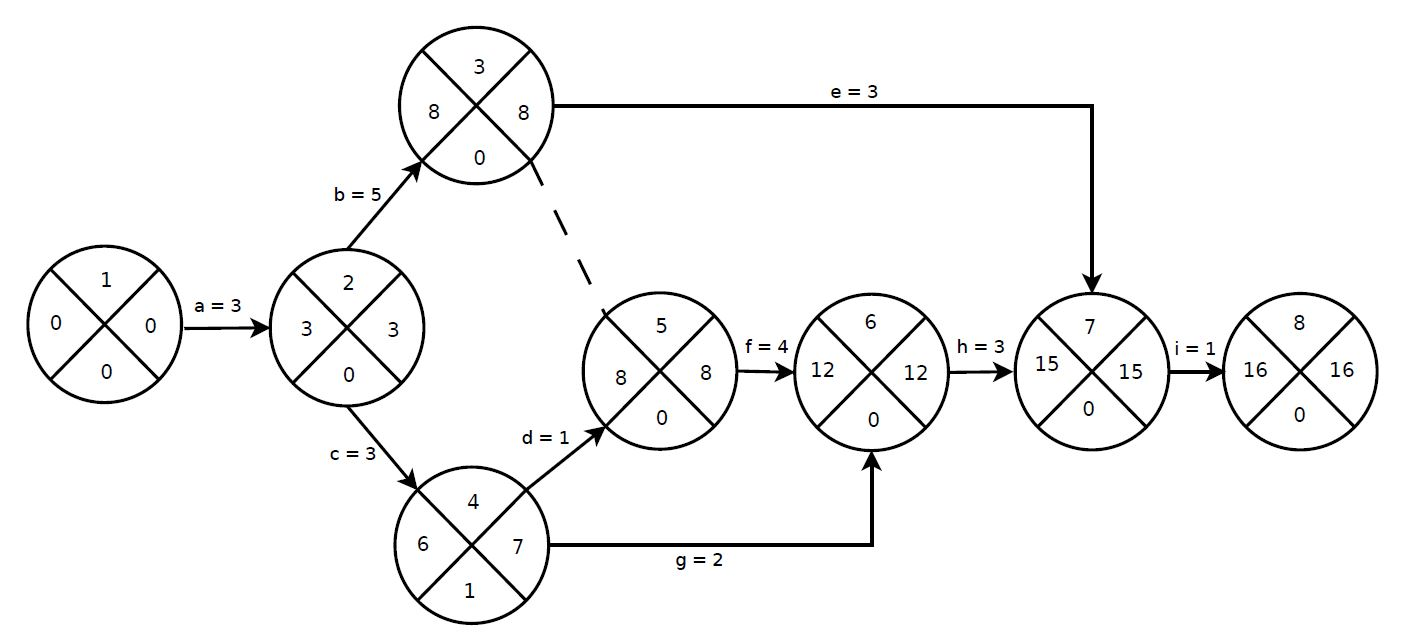 3
8 8
0
e = 3
b = 5
1
0 0
0
a = 3
2
3 3
0
c = 3
5
8 8
0
f = 4
6
12 12
0
h = 3
7
15 15
0
i = 1
8
16 16
0
d = 1
4
6 7
1
g = 2